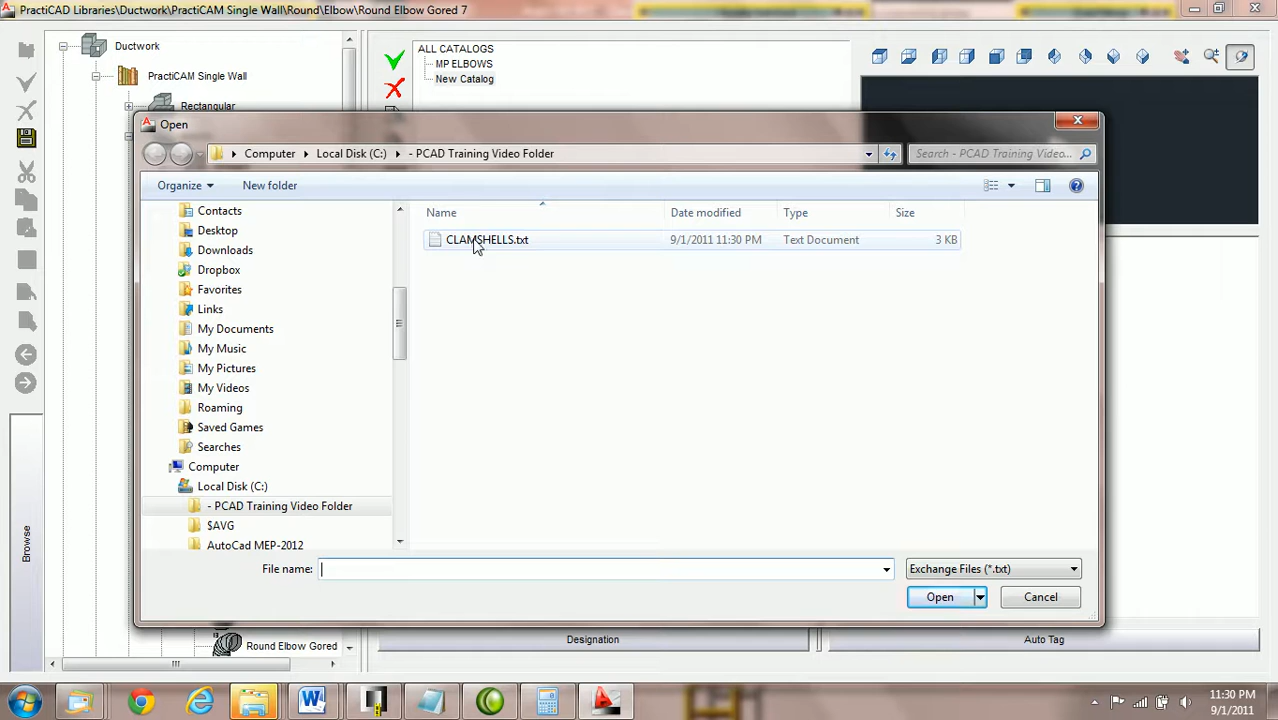 PractiCAD Libraries/Ductwork/PractiCAM Single Wall/Round/Elbow/Round Elbow Gored 7
Ductwork
PractiCAM Single Wall
Rectangular
ALL CATALOGS
MP ELBOWS
New Catalog
Open
Computer
Local Disk (C:)
- PCAD Training Video Folder
Search - PCAD Training Video...
Organize
New folder
Name
Date modified
Type
Size
CLAMSHELLS.txt
9/1/2011 11:30 PM
Text Document
3 KB
Contacts
Desktop
Downloads
Dropbox
Favorites
Links
My Documents
My Music
My Pictures
My Videos
Roaming
Saved Games
Searches
Computer
Local Disk (C:)
- PCAD Training Video Folder
$AVG
AutoCad MEP-2012
File name:
Exchange Files (*.txt)
Open
Cancel
Browse
Round Elbow Gored
Designation
Auto Tag
11:30 PM
9/1/2011